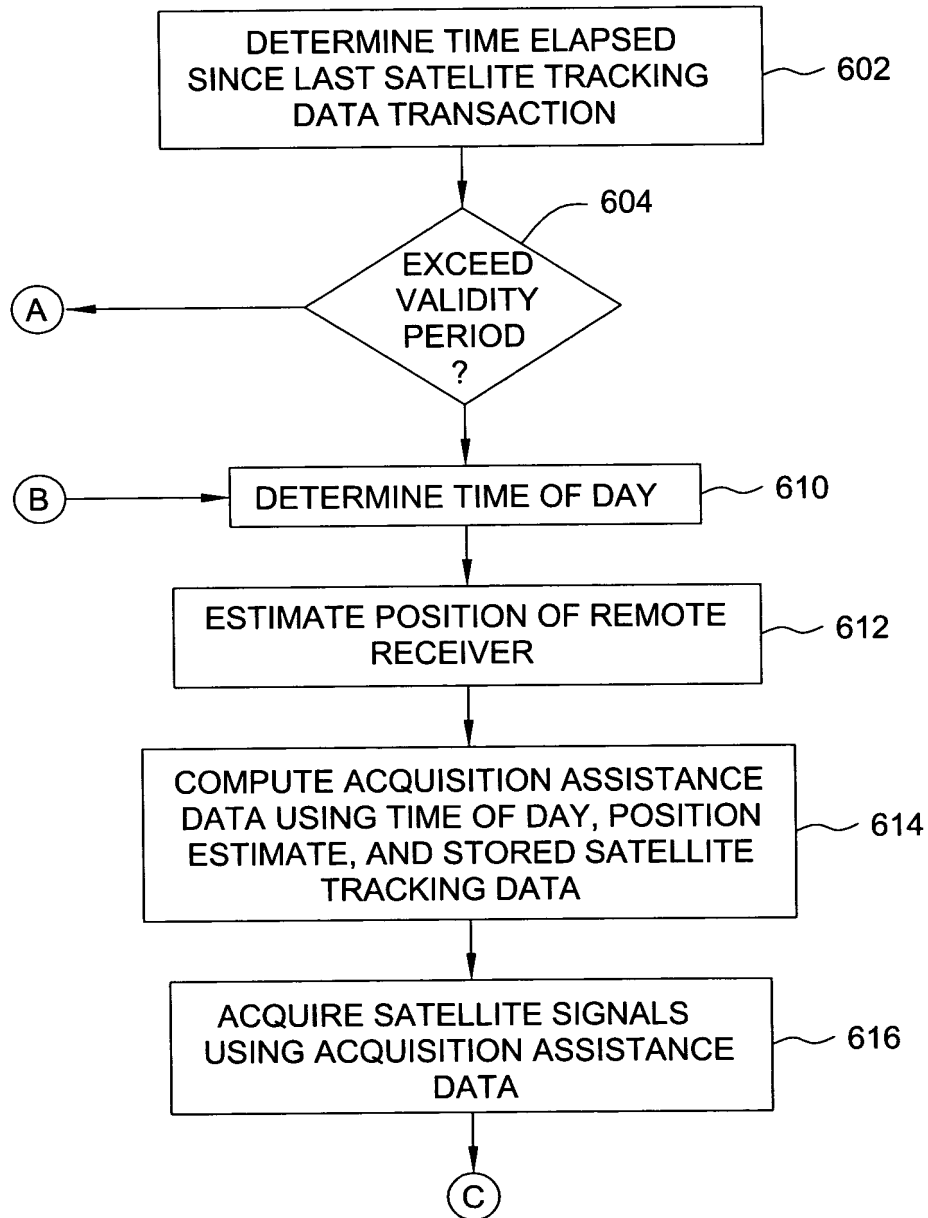 DETERMINE TIME ELAPSED
SINCE LAST SATELITE TRACKING
DATA TRANSACTION
602
604
EXCEED
VALIDITY
PERIOD
?
A
B
DETERMINE TIME OF DAY
610
ESTIMATE POSITION OF REMOTE
RECEIVER
612
COMPUTE ACQUISITION ASSISTANCE
DATA USING TIME OF DAY, POSITION
ESTIMATE, AND STORED SATELLITE
TRACKING DATA
614
ACQUIRE SATELLITE SIGNALS
USING ACQUISITION ASSISTANCE
DATA
616
C